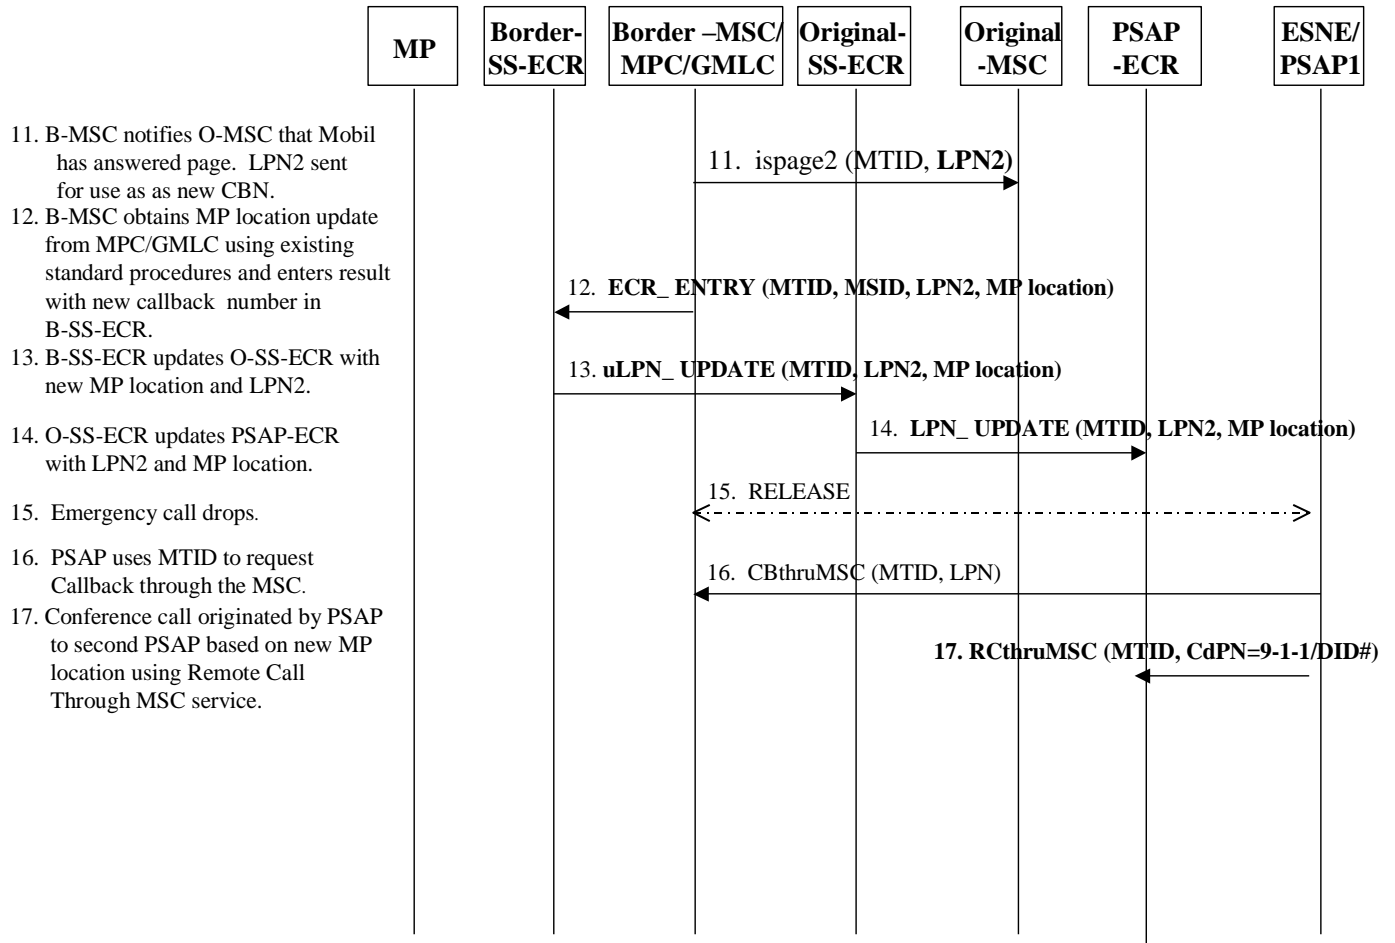 MP
Border-
SS-ECR
Border –MSC/
MPC/GMLC
Original-
SS-ECR
Original
-MSC
PSAP
-ECR
ESNE/
PSAP1
11. B-MSC notifies O-MSC that Mobil
has answered page. LPN2 sent
for use as as new CBN.
11. ispage2 (MTID, LPN2)
12. B-MSC obtains MP location update
from MPC/GMLC using existing
standard procedures and enters result
with new callback number in
B-SS-ECR.
12. ECR_ ENTRY (MTID, MSID, LPN2, MP location)
13. B-SS-ECR updates O-SS-ECR with
new MP location and LPN2.
13. uLPN_ UPDATE (MTID, LPN2, MP location)
14. O-SS-ECR updates PSAP-ECR
with LPN2 and MP location.
14. LPN_ UPDATE (MTID, LPN2, MP location)
15. Emergency call drops.
15. RELEASE
16. PSAP uses MTID to request
Callback through the MSC.
16. CBthruMSC (MTID, LPN)
17. Conference call originated by PSAP
to second PSAP based on new MP
location using Remote Call
Through MSC service.
17. RCthruMSC (MTID, CdPN=9-1-1/DID#)